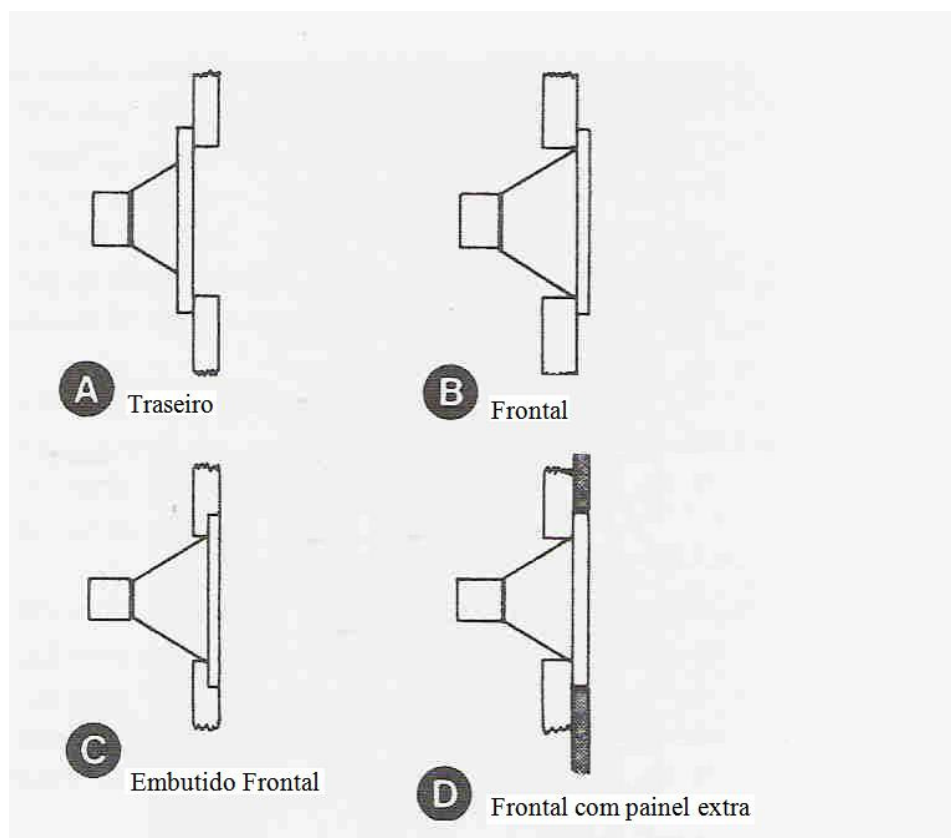 A
Traseiro
B
Frontal
C
Embutido Frontal
D
Frontal com painel extra